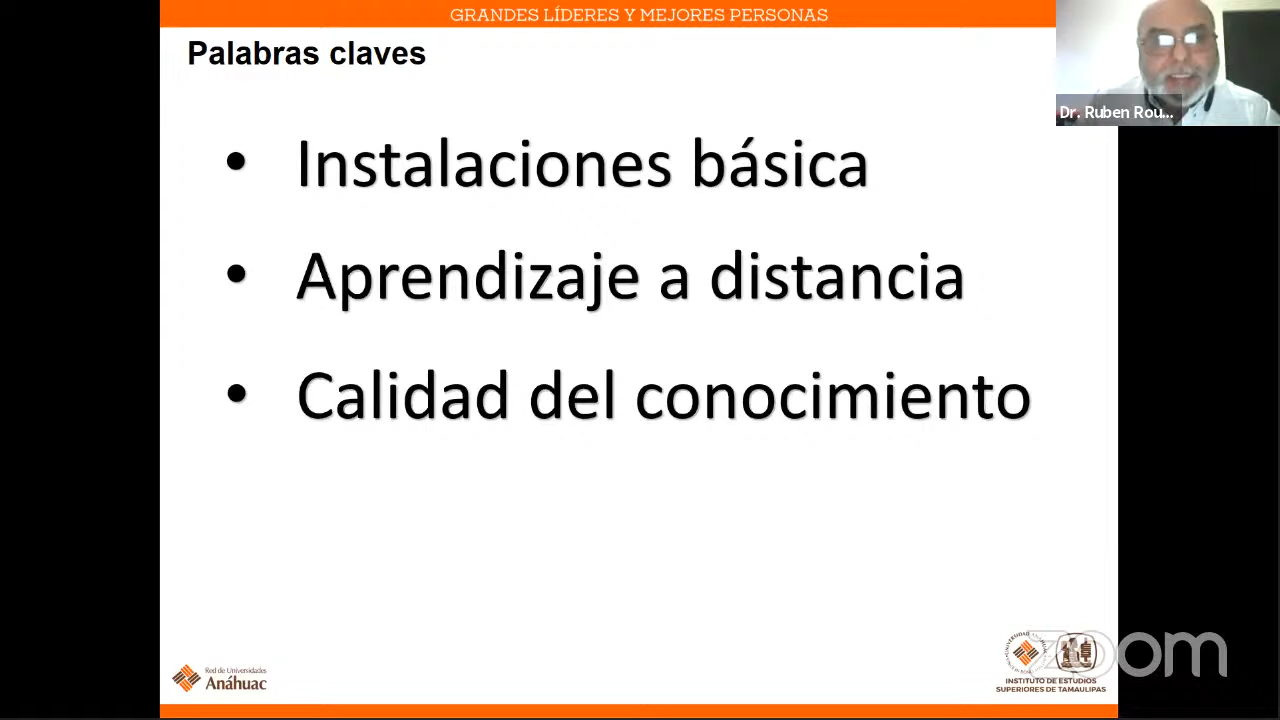 GRANDES LÍDERES Y MEJORES PERSONAS
Palabras claves
Dr. Ruben Rou...
• Instalaciones básica
• Aprendizaje a distancia
• Calidad del conocimiento
Red de Universidades
Anáhuac
INSTITUTO DE ESTUDIOS
SUPERIORES DE TAMAULIPAS
zoom